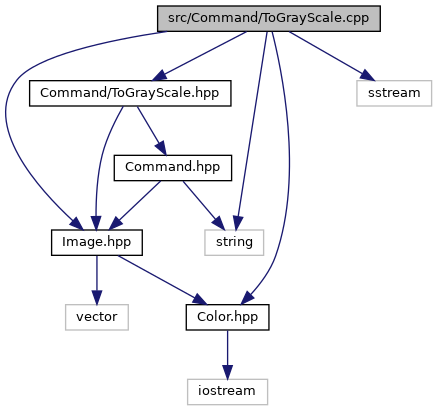 src/Command/ToGrayScale.cpp
Command/ToGrayScale.hpp
sstream
Command.hpp
Image.hpp
string
vector
Color.hpp
iostream